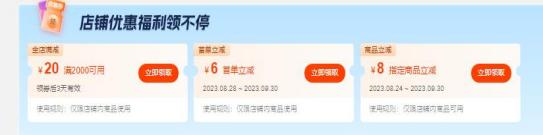 店铺优惠福利领不停
全店满减
¥20 满2000可用
立即领取
领券后3天有效
使用规则：仅限店铺内商品使用
首单立减
¥6 首单立减
立即领取
2023.08.28 ~ 2023.09.30
使用规则：仅限店铺内商品使用
商品立减
¥8 指定商品立减
立即领取
2023.08.24 ~ 2023.09.30
使用规则：仅限店铺内商品可用